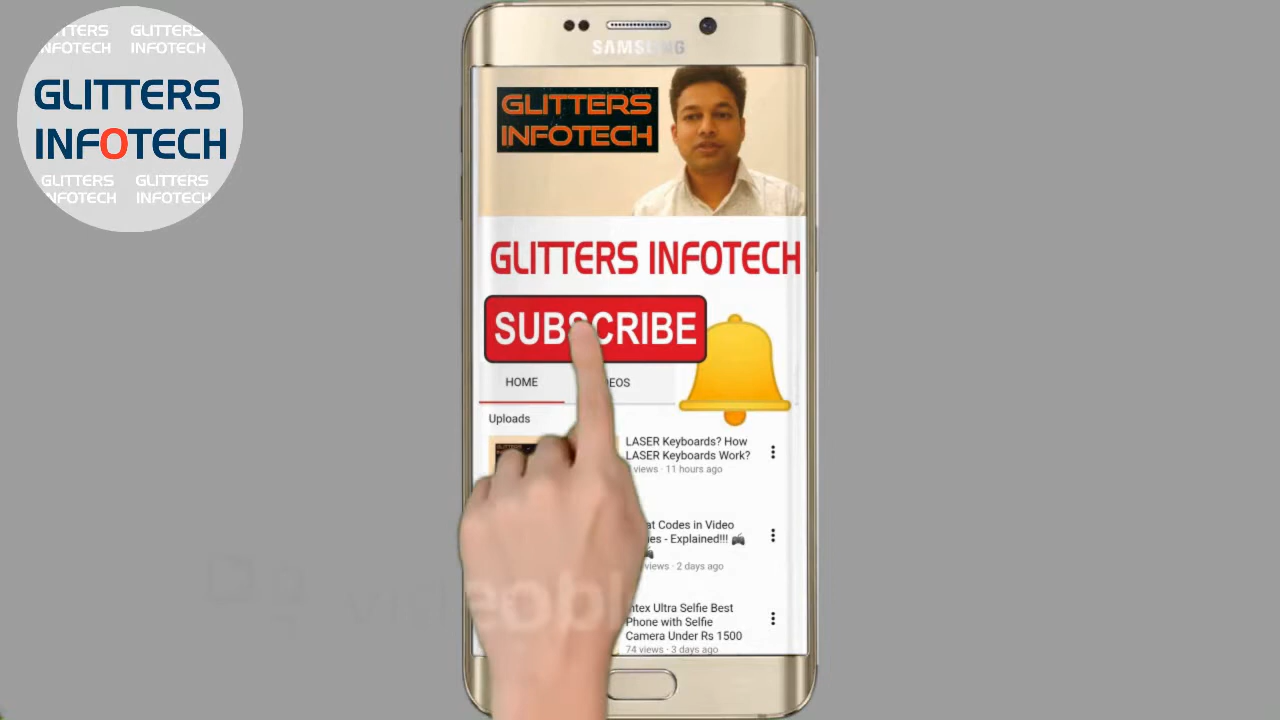 GLITTERS
INFOTECH
GLITTERS
INFOTECH
GLITTERS
INFOTECH
GLITTERS
INFOTECH
SAMSUNG
GLITTERS
INFOTECH
GLITTERS INFOTECH
SUBSCRIBE
HOME
Uploads
LASER Keyboards? How
LASER Keyboards Work?
views · 11 hours ago
Codes in Video
- Explained!!!
views · 2 days ago
Ultra Selfie Best
Phone with Selfie
Camera Under Rs 1500
74 views · 3 days ago